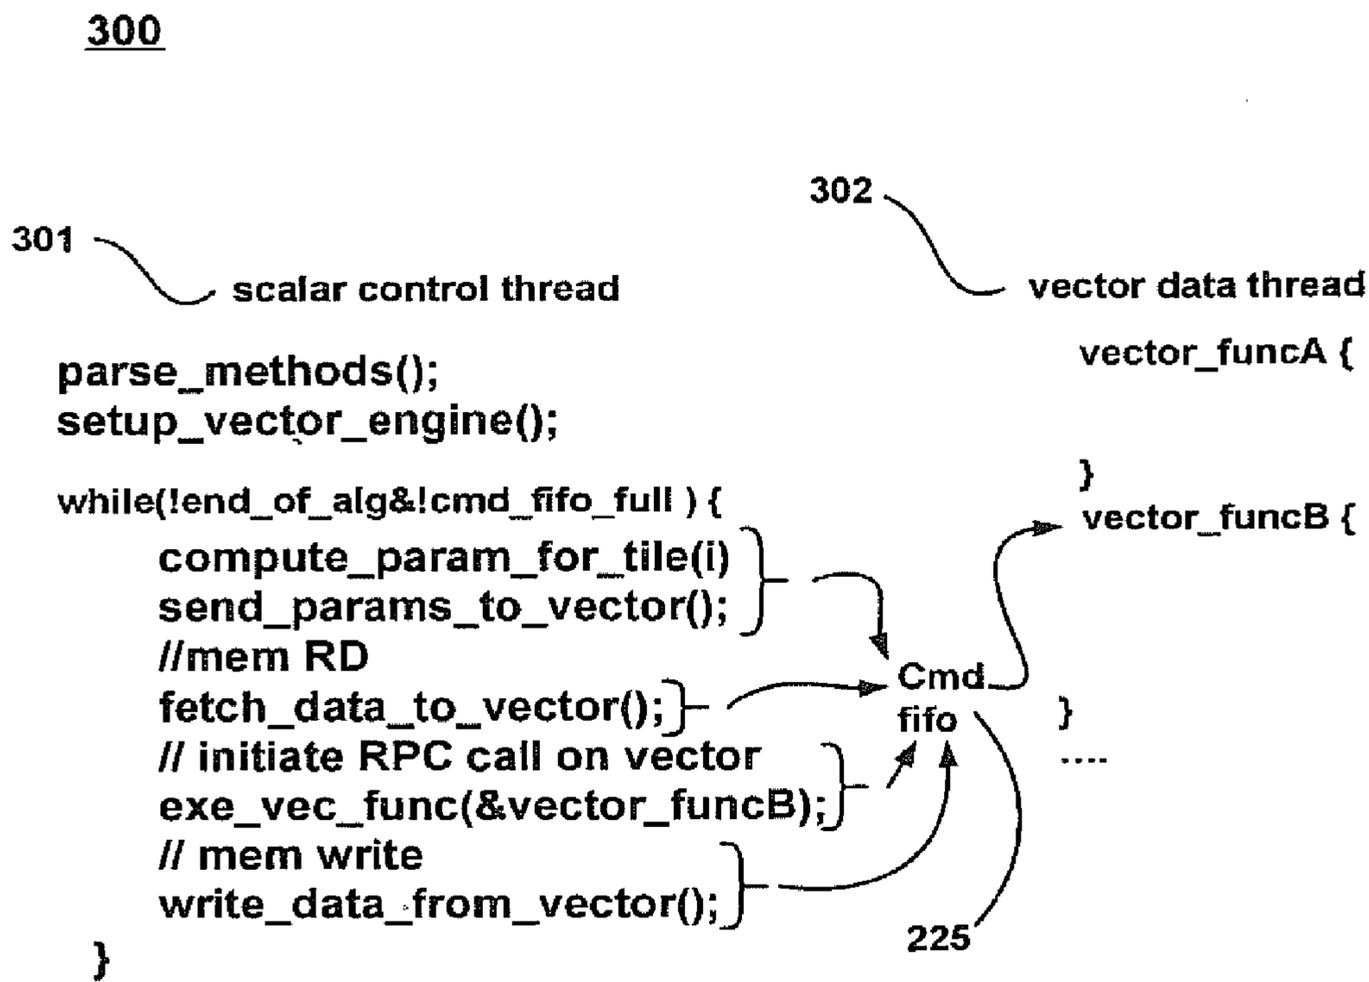 300
302
301
scalar control thread
vector data thread
parse_methods();
setup_vector_engine();
while(!end_of_alg&!cmd_fifo_full ) {
compute_param_for_tile(i)
send_params_to_vector();
//mem RD
fetch_data_to_vector();
// initiate RPC call on vector
exe_vec_func(&vector_funcB);
// mem write
write_data_from_vector();
}
vector_funcA {
}
vector_funcB {
}
....
Cmd
fifo
225